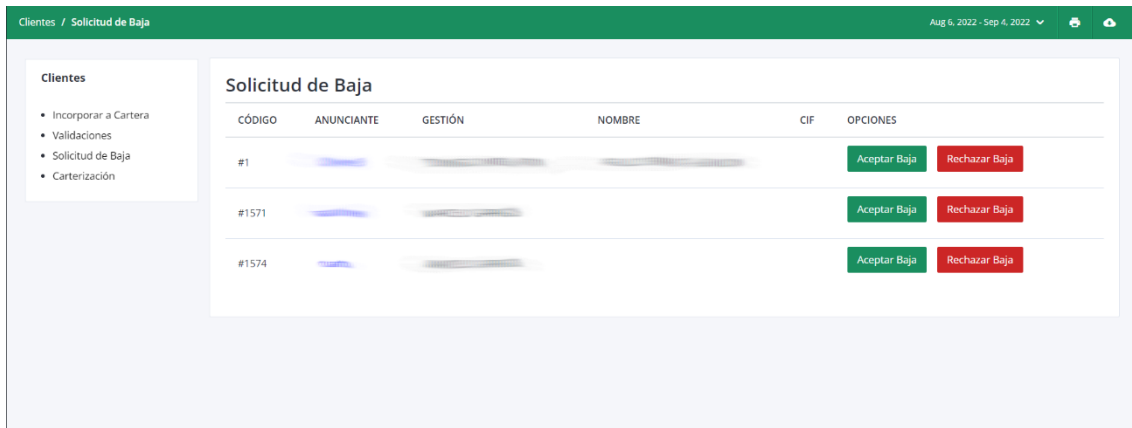 Clientes / Solicitud de Baja Aug 6, 2022 - Sep 4, 2022
Clientes
Incorporar a Cartera
Validaciones
Solicitud de Baja
Carterización
Solicitud de Baja
CÓDIGO ANUNCIANTE GESTIÓN NOMBRE CIF OPCIONES
#1 Aceptar Baja Rechazar Baja
#1571 Aceptar Baja Rechazar Baja
#1574 Aceptar Baja Rechazar Baja